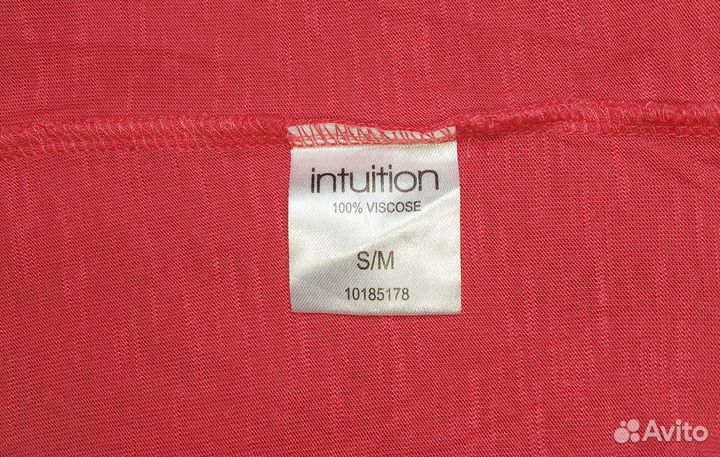 intuition
100% VISCOSE
S/M
10185178
Avito